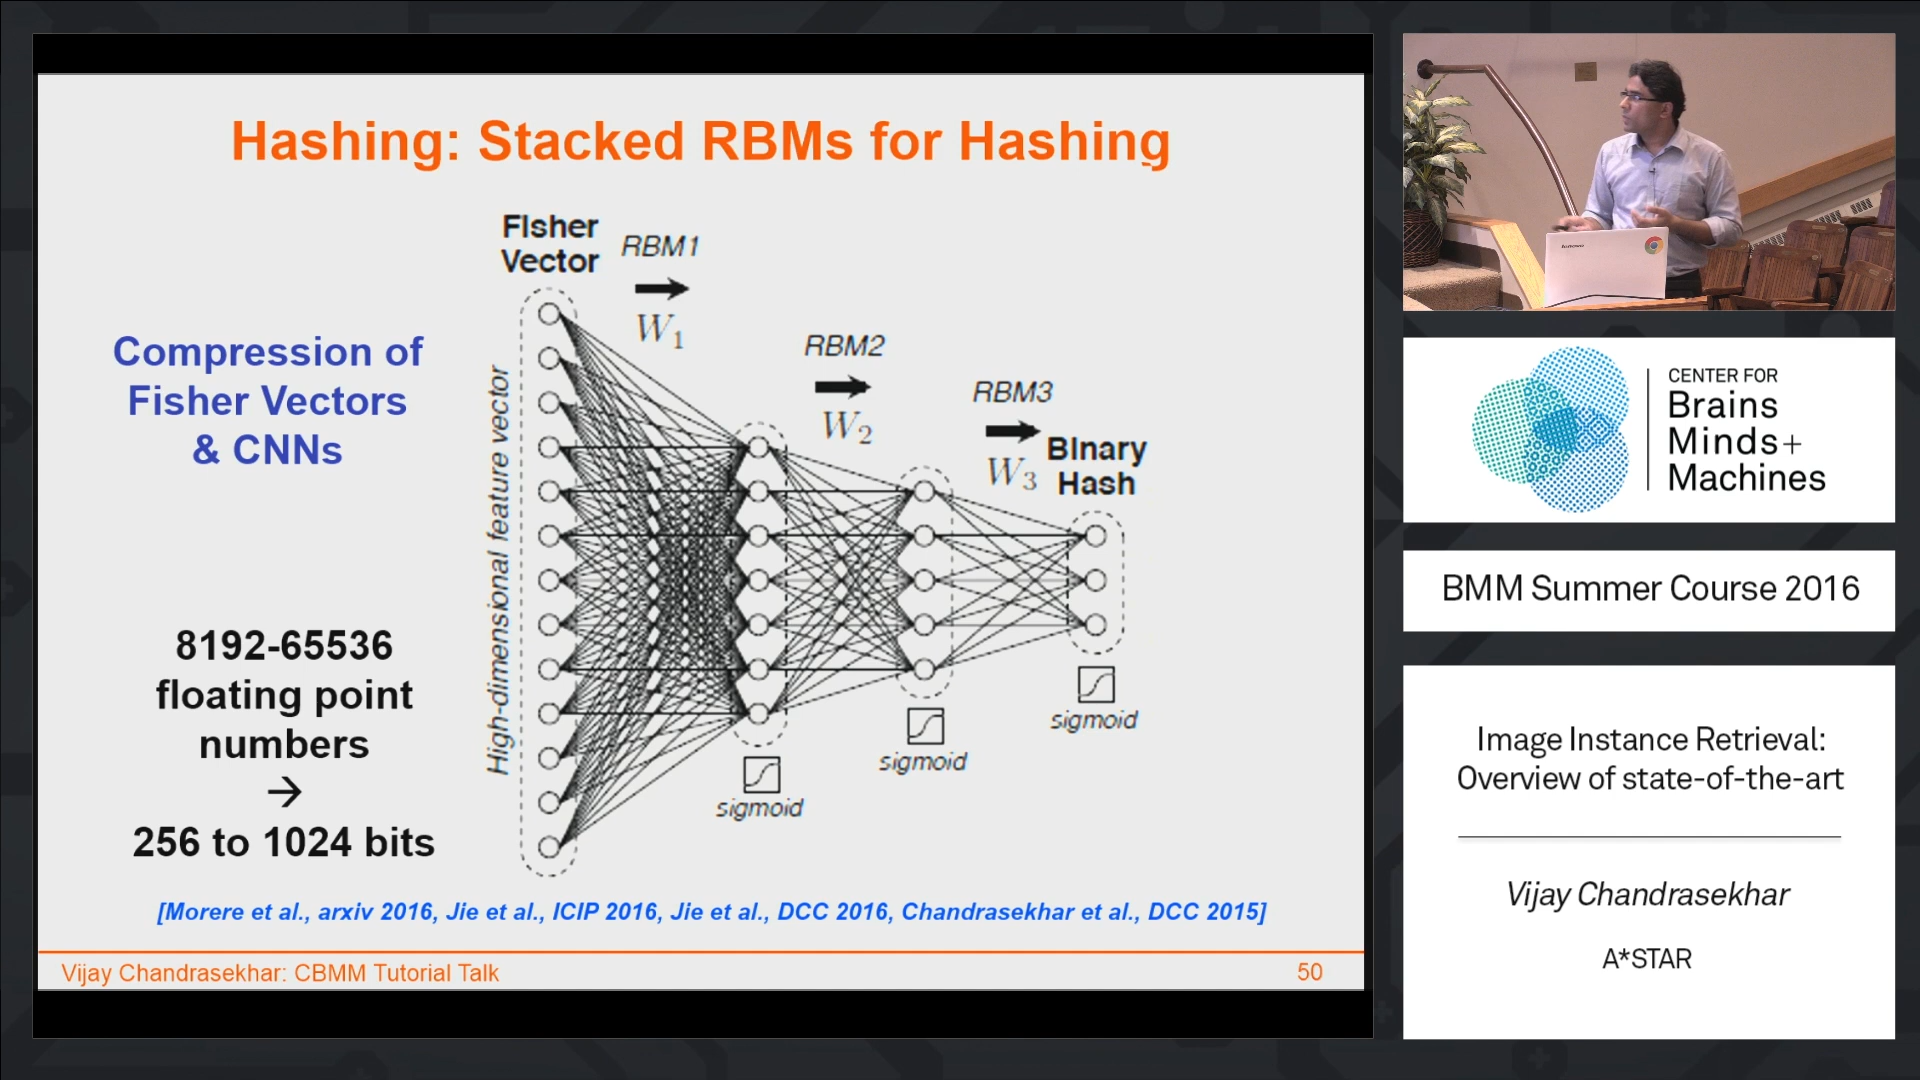 Hashing: Stacked RBMs for Hashing
FIsher
Vector
RBM1
W1
RBM2
W2
RBM3
W3
BInary
Hash
Compression of
Fisher Vectors
& CNNs
High-dimensional feature vector
8192-65536
floating point
numbers
→
256 to 1024 bits
sigmoid
sigmoid
sigmoid
[Morere et al., arxiv 2016, Jie et al., ICIP 2016, Jie et al., DCC 2016, Chandrasekhar et al., DCC 2015]
Vijay Chandrasekhar: CBMM Tutorial Talk
50
lenovo
CENTER FOR
Brains
Minds+
Machines
BMM Summer Course 2016
Image Instance Retrieval:
Overview of state-of-the-art
Vijay Chandrasekhar
A*STAR